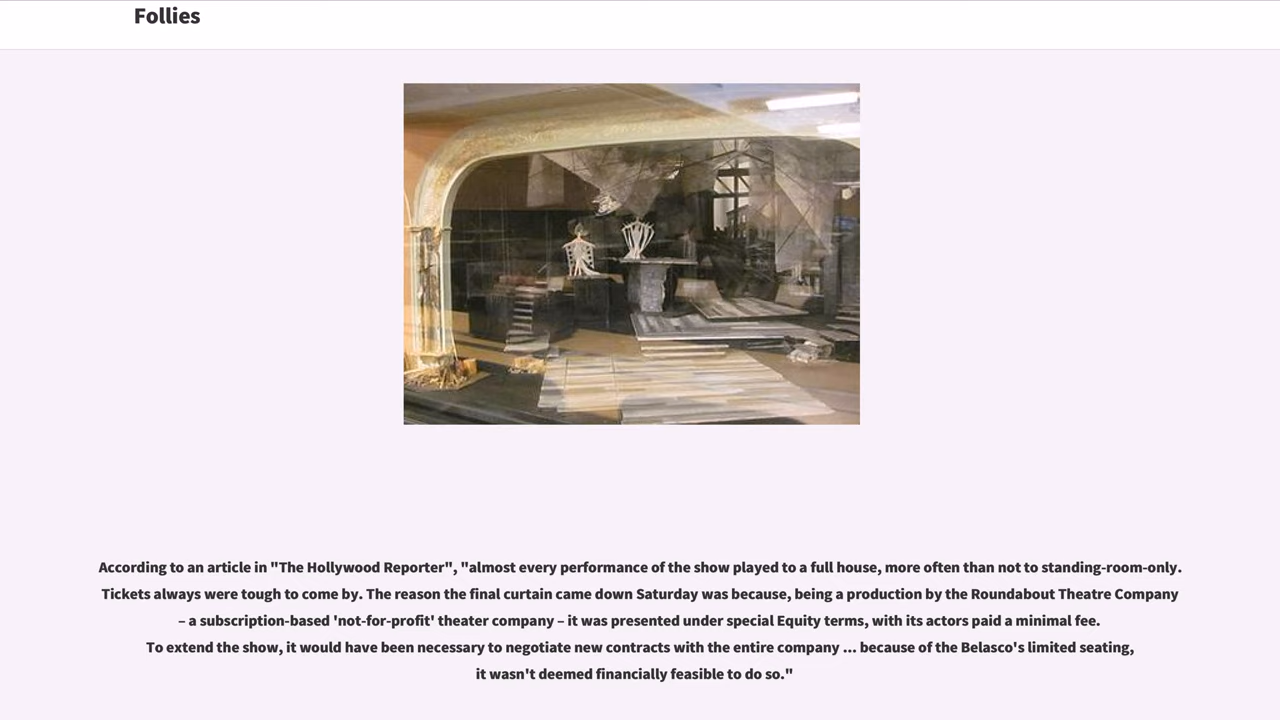 Follies
According to an article in "The Hollywood Reporter", "almost every performance of the show played to a full house, more often than not to standing-room-only.
Tickets always were tough to come by. The reason the final curtain came down Saturday was because, being a production by the Roundabout Theatre Company
– a subscription-based 'not-for-profit' theater company – it was presented under special Equity terms, with its actors paid a minimal fee.
To extend the show, it would have been necessary to negotiate new contracts with the entire company ... because of the Belasco's limited seating,
it wasn't deemed financially feasible to do so."